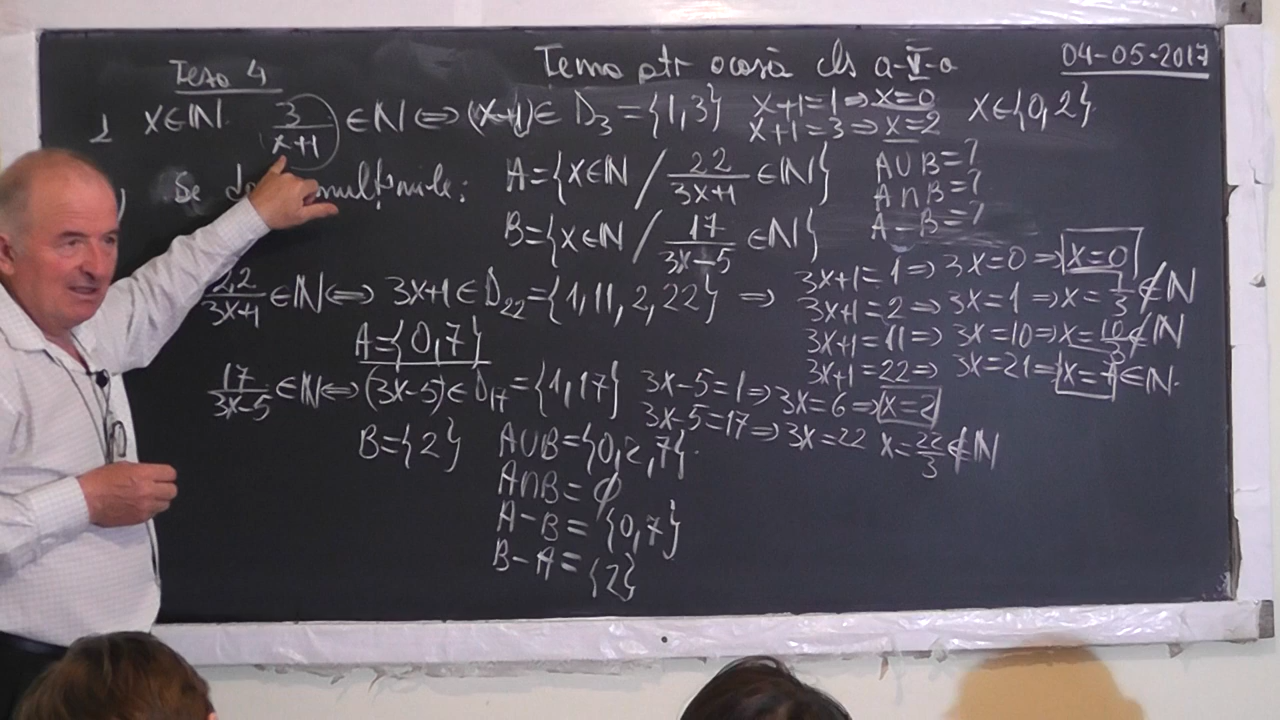 Tema ptr acasă cls a-V-a
04-05-2017
Tema 4
1 x∈ℕ 3/(x+1) ∈ℕ ⇔ (x+1)∈ D₃={1,3} x+1=1⇒x=0 x∈{0,2}
x+1=3⇒x=2
Se mulțimile: A={x∈ℕ / 22/(3x+1) ∈ℕ} A∪B=?
A∩B=?
B={x∈ℕ / 17/(3x-5) ∈ℕ} A-B=?
22/(3x+1) ∈ℕ ⇔ 3x+1∈D₂₂={1,11,2,22} ⇒ 3x+1=1⇒3x=0⇒x=0
3x+1=2⇒3x=1⇒x=1/3∉ℕ
3x+1=11⇒3x=10⇒x=10/3∉ℕ
3x+1=22⇒3x=21⇒x=7∈ℕ
A={0,7}
17/(3x-5) ∈ℕ ⇔ (3x-5)∈D₁₇={1,17} 3x-5=1⇒3x=6⇒x=2
3x-5=17⇒3x=22 x=22/3∉ℕ
B={2} A∪B={0,2,7}
A∩B=∅
A-B={0,7}
B-A={2}